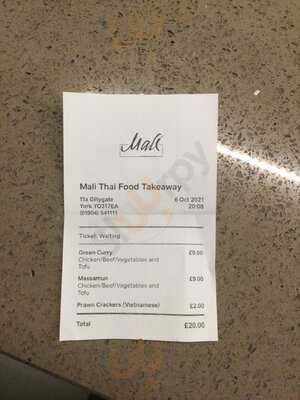 Mali
Mali Thai Food Takeaway
11a Gillygate 6 Oct 2021
York YO317EA 20:08
(01904) 541111
Ticket: Waiting
Green Curry £9.00
Chicken/Beef/Vegetables and
Tofu
Massamun £9.00
Chicken/Beef/Vegetables and
Tofu
Prawn Crackers (Vietnamese) £2.00
Total £20.00